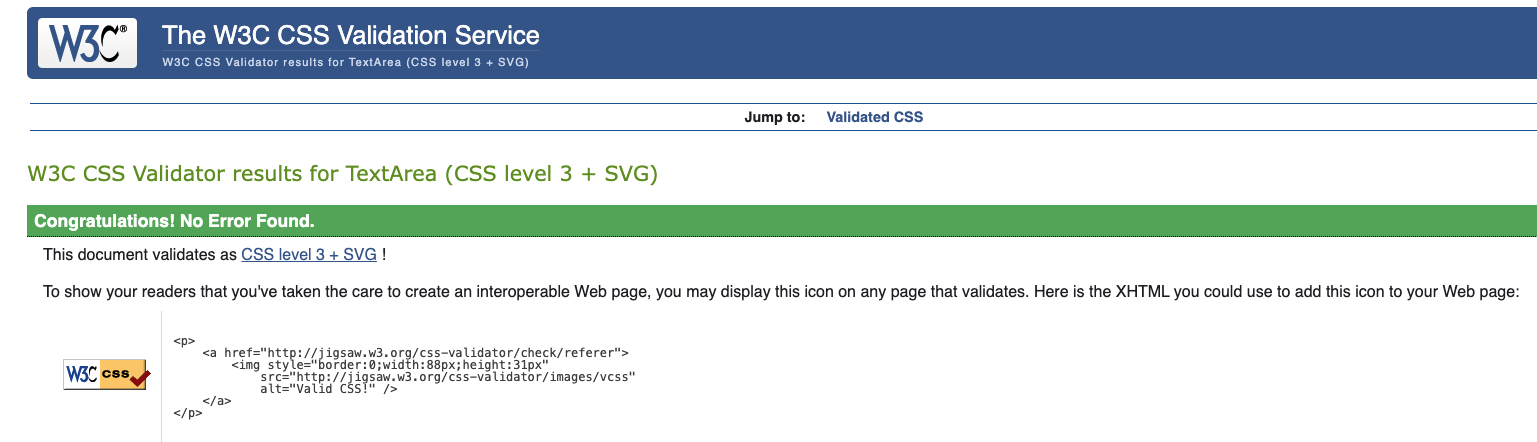 W3C®
The W3C CSS Validation Service
W3C CSS Validator results for TextArea (CSS level 3 + SVG)
Jump to: Validated CSS
W3C CSS Validator results for TextArea (CSS level 3 + SVG)
Congratulations! No Error Found.
This document validates as CSS level 3 + SVG !
To show your readers that you've taken the care to create an interoperable Web page, you may display this icon on any page that validates. Here is the XHTML you could use to add this icon to your Web page:
W3C css
<p>
    <a href="http://jigsaw.w3.org/css-validator/check/referer">
        <img style="border:0;width:88px;height:31px"
            src="http://jigsaw.w3.org/css-validator/images/vcss"
            alt="Valid CSS!" />
    </a>
</p>